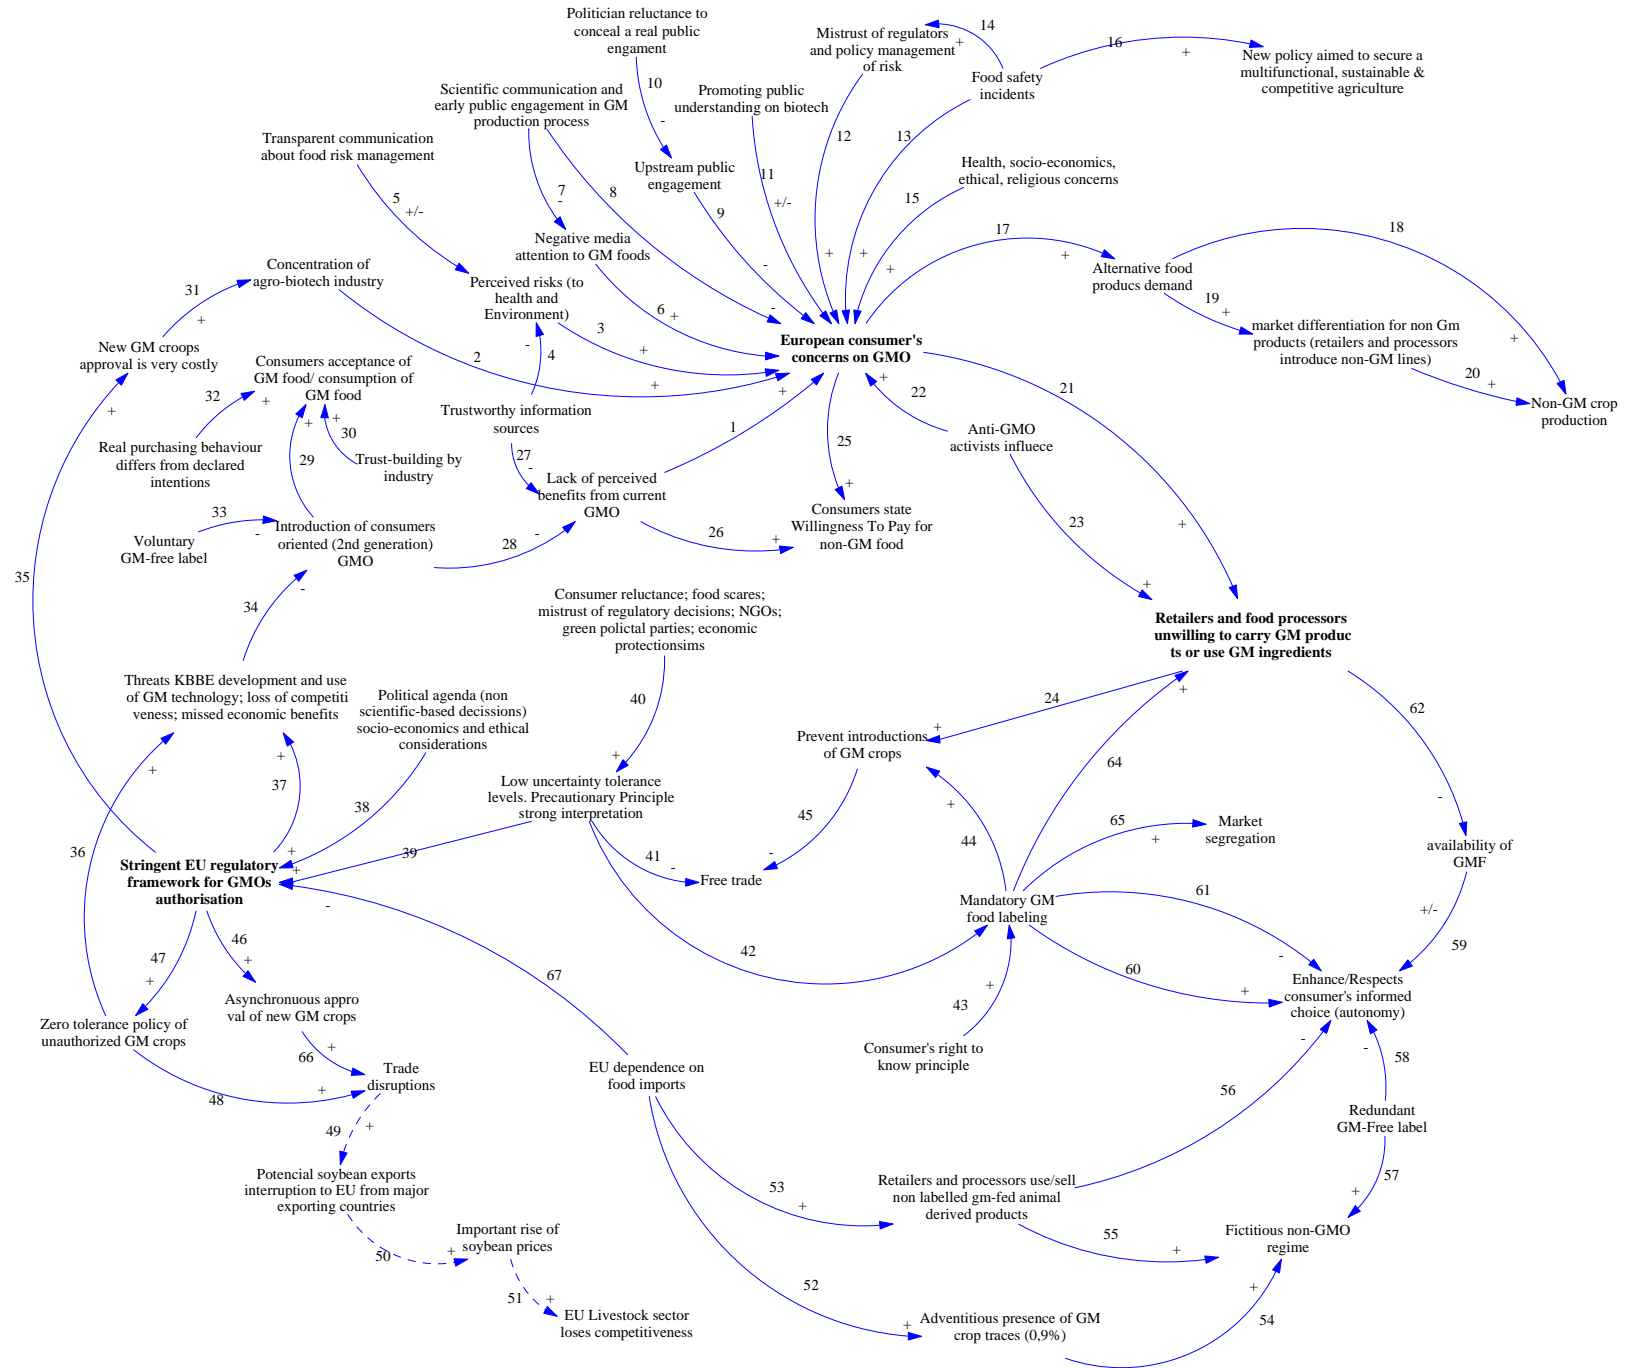 Politician reluctance to
conceal a real public
engament
10
-
Scientific communication and
early public engagement in GM
production process
Promoting public
understanding on biotech
Mistrust of regulators
and policy management
of risk
14
+
Food safety
incidents
16
+
New policy aimed to secure a
multifunctional, sustainable &
competitive agriculture
Transparent communication
about food risk management
5
+/-
7
-
8
Upstream public
engagement
9
-
11
+/-
12
+
13
+
Health, socio-economics,
ethical, religious concerns
15
+
17
+
18
+
Negative media
attention to GM foods
6
+
-
Concentration of
agro-biotech industry
Perceived risks (to
health and
Environment)
3
+
4
-
Alternative food
producs demand
19
+
market differentiation for non Gm
products (retailers and processors
introduce non-GM lines)
20
+
Non-GM crop
production
31
+
New GM croops
approval is very costly
+
2
+
European consumer's
concerns on GMO
+
+
Consumers acceptance of
GM food/ consumption of
GM food
32
+
Real purchasing behaviour
differs from declared
intentions
29
+
30
+
Trust-building by
industry
Trustworthy information
sources
27
-
1
Lack of perceived
benefits from current
GMO
22
21
+
25
+
Anti-GMO
activists influece
23
+
Consumers state
Willingness To Pay for
non-GM food
26
+
33
-
Voluntary
GM-free label
Introduction of consumers
oriented (2nd generation)
GMO
28
-
34
-
35
Consumer reluctance; food scares;
mistrust of regulatory decisions; NGOs;
green polictal parties; economic
protectionsims
40
+
Retailers and food processors
unwilling to carry GM produc
ts or use GM ingredients
+
24
+
62
-
Threats KBBE development and use
of GM technology; loss of competiti
veness; missed economic benefits
+
+
36
37
Political agenda (non
scientific-based decissions)
socio-economics and ethical
considerations
38
+
Prevent introductions
of GM crops
45
-
+
44
64
Low uncertainty tolerance
levels. Precautionary Principle
strong interpretation
39
+
41
-
Free trade
42
65
+
Market
segregation
availability of
GMF
+/-
59
Stringent EU regulatory
framework for GMOs
authorisation
-
46
+
47
+
Mandatory GM
food labeling
61
-
60
+
43
+
Consumer's right to
know principle
Enhance/Respects
consumer's informed
choice (autonomy)
-
-
58
67
Asynchronuous appro
val of new GM crops
Zero tolerance policy of
unauthorized GM crops
66
+
48
+
Trade
disruptions
EU dependence on
food imports
56
Redundant
GM-Free label
57
+
49
+
Potencial soybean exports
interruption to EU from major
exporting countries
50
+
Important rise of
soybean prices
51
+
EU Livestock sector
loses competitiveness
53
+
Retailers and processors use/sell
non labelled gm-fed animal
derived products
55
+
Fictitious non-GMO
regime
52
+
Adventitious presence of GM
crop traces (0,9%)
54
+